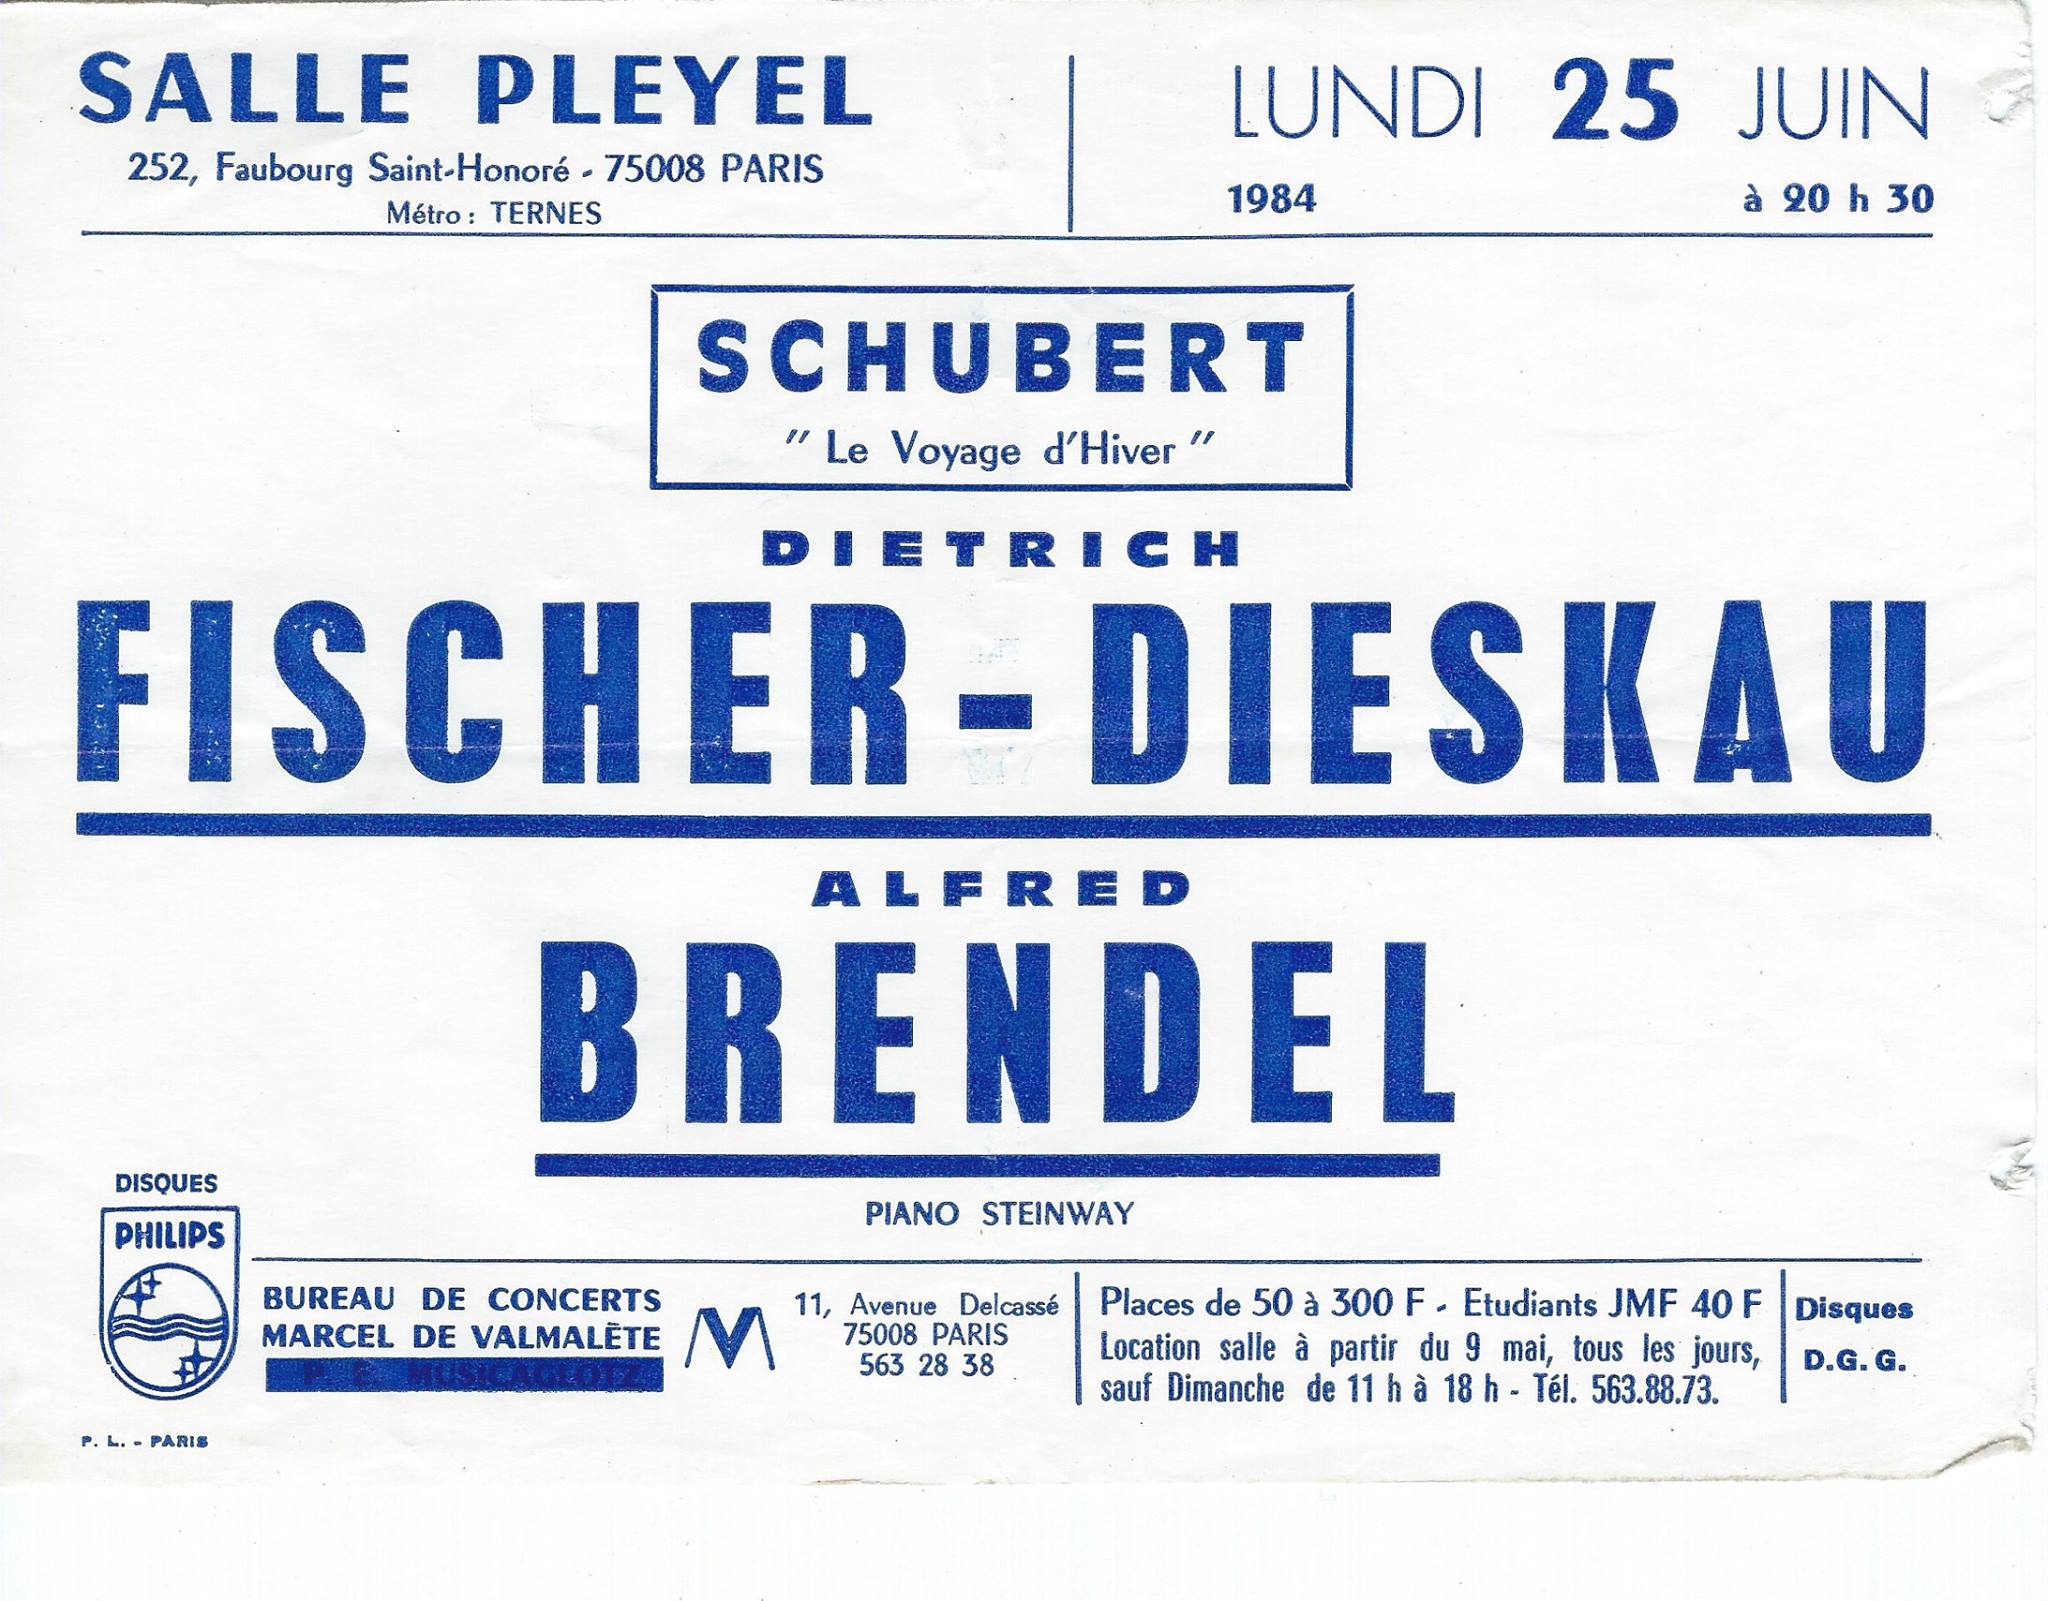 SALLE PLEYEL
252, Faubourg Saint-Honoré - 75008 PARIS
Métro : TERNES
LUNDI 25 JUIN
1984 à 20 h 30
SCHUBERT
" Le Voyage d'Hiver "
DIETRICH
FISCHER-DIESKAU
ALFRED
BRENDEL
PIANO STEINWAY
DISQUES
PHILIPS
BUREAU DE CONCERTS
MARCEL DE VALMALÈTE
P. E. MUSICAGLOTZ
11, Avenue Delcassé
75008 PARIS
563 28 38
Places de 50 à 300 F - Etudiants JMF 40 F
Location salle à partir du 9 mai, tous les jours,
sauf Dimanche de 11 h à 18 h - Tél. 563.88.73.
Disques
D.G.G.
P. L. - PARIS